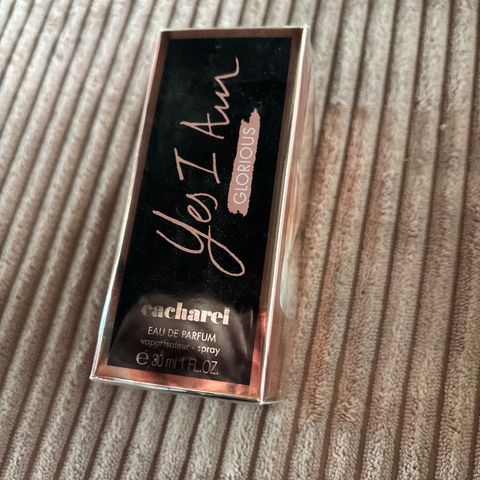 Yes I Am
GLORIOUS
cacharel
EAU DE PARFUM
vaporisateur - spray
℮ 30 ml 1 FL.OZ.